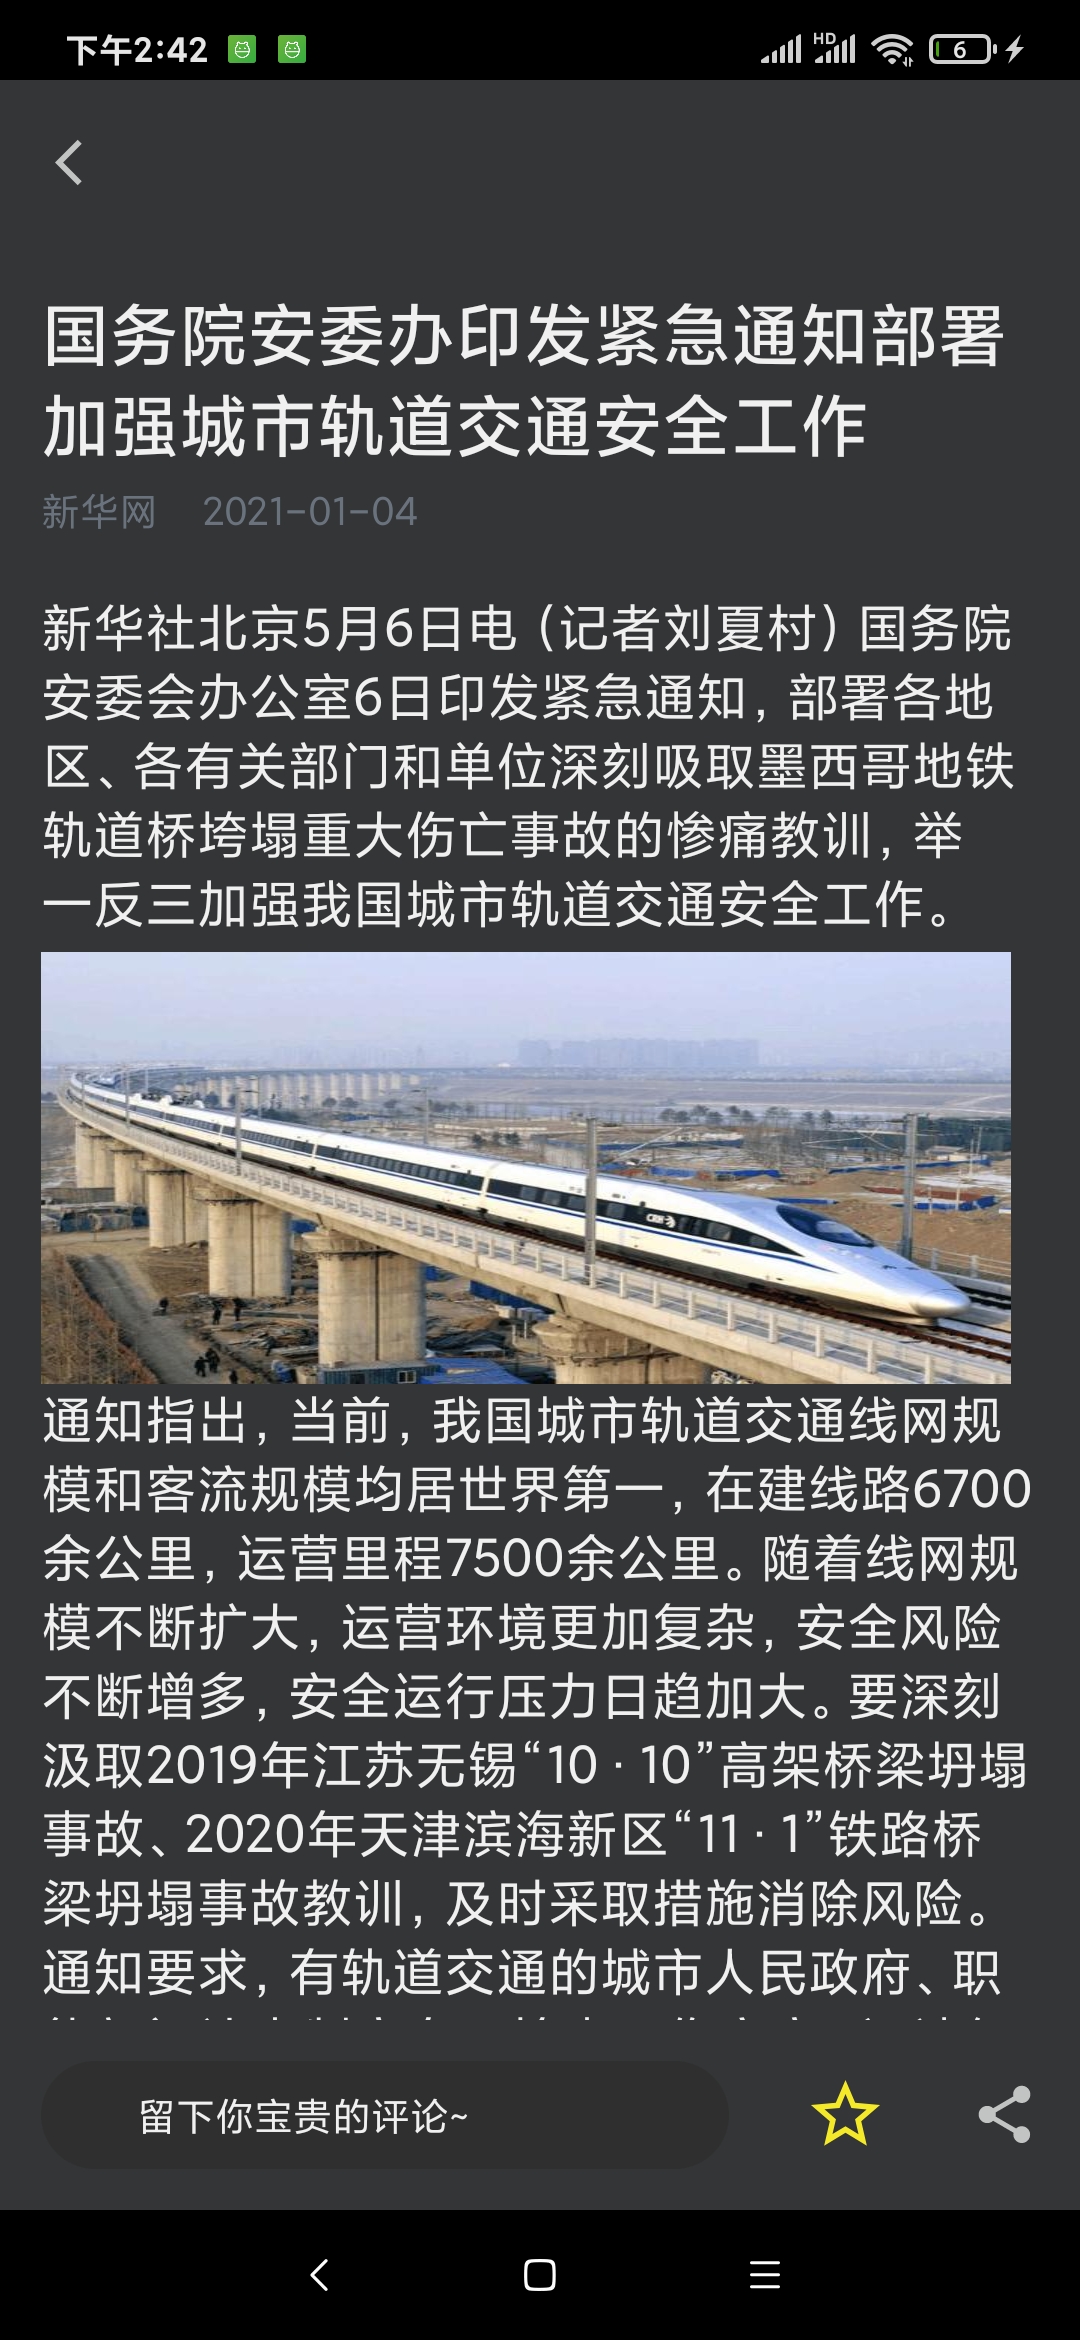 下午2:42
HD
6
国务院安委办印发紧急通知部署
加强城市轨道交通安全工作
新华网 2021-01-04
新华社北京5月6日电（记者刘夏村）国务院
安委会办公室6日印发紧急通知，部署各地
区、各有关部门和单位深刻吸取墨西哥地铁
轨道桥垮塌重大伤亡事故的惨痛教训，举
一反三加强我国城市轨道交通安全工作。
CRH
通知指出，当前，我国城市轨道交通线网规
模和客流规模均居世界第一，在建线路6700
余公里，运营里程7500余公里。随着线网规
模不断扩大，运营环境更加复杂，安全风险
不断增多，安全运行压力日趋加大。要深刻
汲取2019年江苏无锡“10·10”高架桥梁坍塌
事故、2020年天津滨海新区“11·1”铁路桥
梁坍塌事故教训，及时采取措施消除风险。
通知要求，有轨道交通的城市人民政府、职
留下你宝贵的评论~